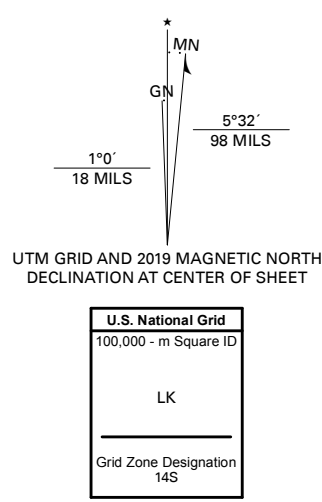 ★
MN
GN
5°32´
98 MILS
1°0´
18 MILS
UTM GRID AND 2019 MAGNETIC NORTH
DECLINATION AT CENTER OF SHEET
U.S. National Grid
100,000 - m Square ID
LK
Grid Zone Designation
14S